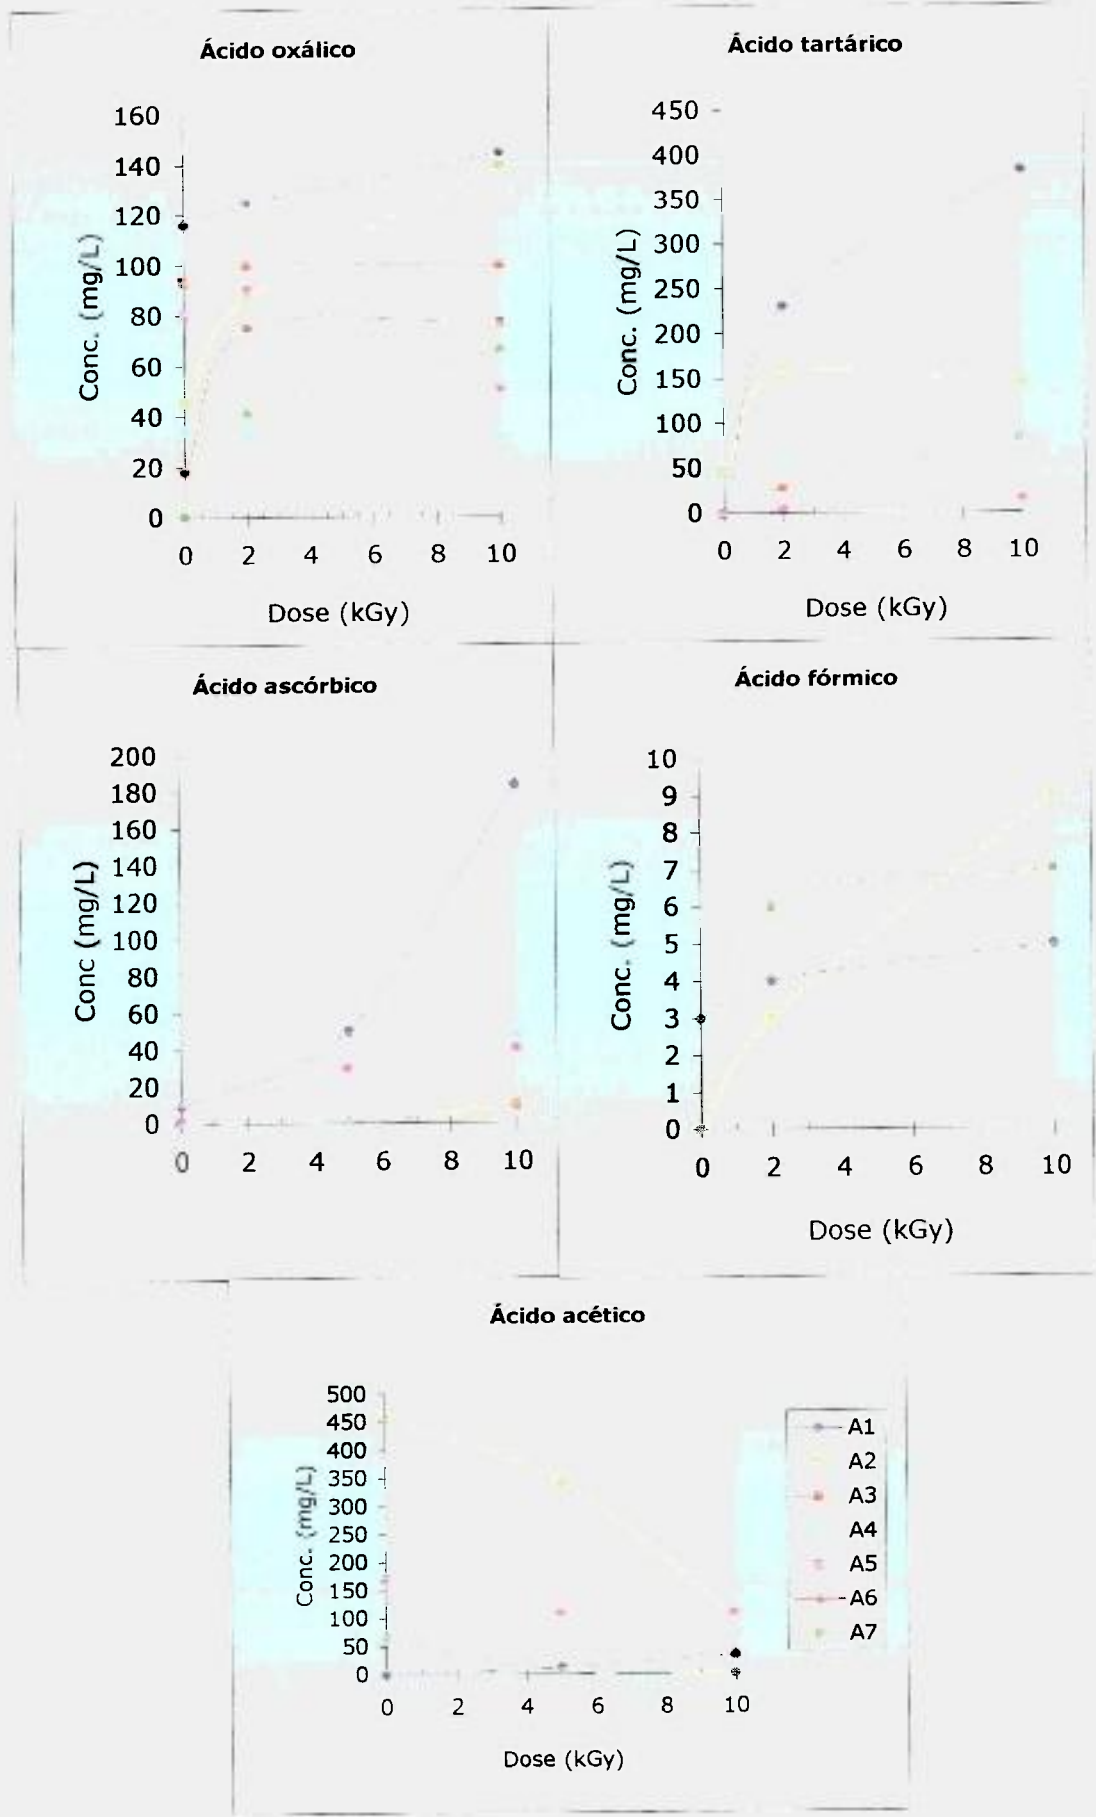 Ácido oxálico
160
140
120
100
80
60
40
20
0
Conc. (mg/L)
0 2 4 6 8 10
Dose (kGy)
Ácido tartárico
450
400
350
300
250
200
150
100
50
0
Conc. (mg/L)
0 2 4 6 8 10
Dose (kGy)
Ácido ascórbico
200
180
160
140
120
100
80
60
40
20
0
Conc (mg/L)
0 2 4 6 8 10
Ácido fórmico
10
9
8
7
6
5
4
3
2
1
0
Conc. (mg/L)
0 2 4 6 8 10
Dose (kGy)
Ácido acético
500
450
400
350
300
250
200
150
100
50
0
Conc. (mg/L)
0 2 4 6 8 10
Dose (kGy)
A1
A2
A3
A4
A5
A6
A7